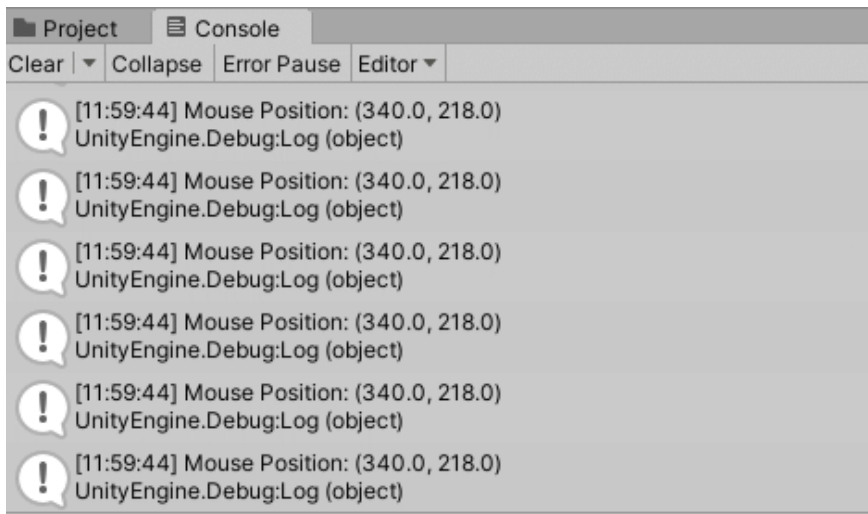 Project Console
Clear Collapse Error Pause Editor
[11:59:44] Mouse Position: (340.0, 218.0)
UnityEngine.Debug:Log (object)
[11:59:44] Mouse Position: (340.0, 218.0)
UnityEngine.Debug:Log (object)
[11:59:44] Mouse Position: (340.0, 218.0)
UnityEngine.Debug:Log (object)
[11:59:44] Mouse Position: (340.0, 218.0)
UnityEngine.Debug:Log (object)
[11:59:44] Mouse Position: (340.0, 218.0)
UnityEngine.Debug:Log (object)
[11:59:44] Mouse Position: (340.0, 218.0)
UnityEngine.Debug:Log (object)